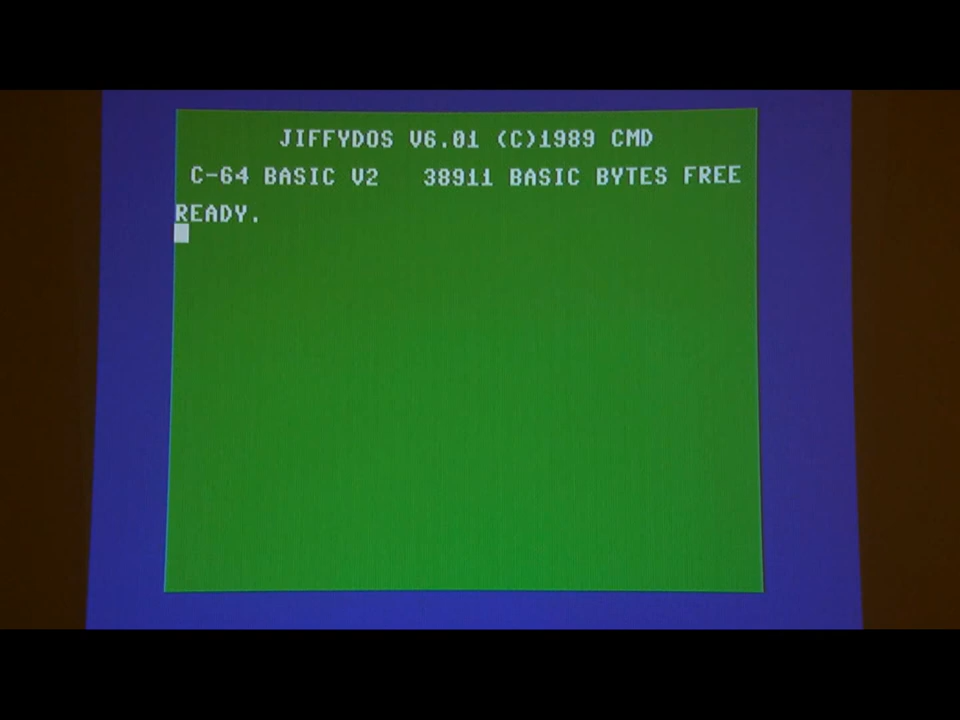 JIFFYDOS V6.01 (C)1989 CMD
C-64 BASIC V2 38911 BASIC BYTES FREE
READY.